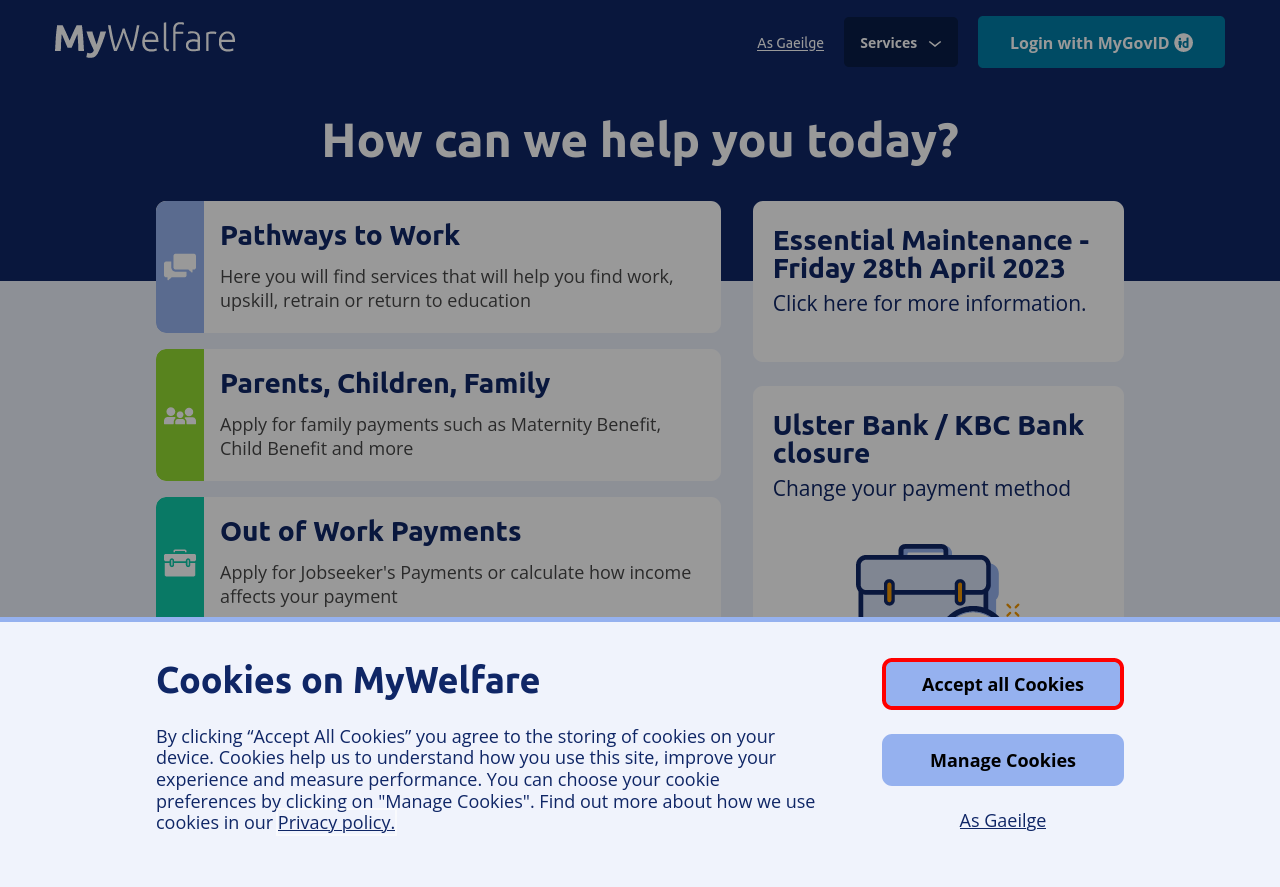 MyWelfare
As Gaeilge
Services
Login with MyGovID
How can we help you today?
Pathways to Work
Here you will find services that will help you find work,
upskill, retrain or return to education
Parents, Children, Family
Apply for family payments such as Maternity Benefit,
Child Benefit and more
Out of Work Payments
Apply for Jobseeker's Payments or calculate how income
affects your payment
Essential Maintenance -
Friday 28th April 2023
Click here for more information.
Ulster Bank / KBC Bank
closure
Change your payment method
Cookies on MyWelfare
By clicking “Accept All Cookies” you agree to the storing of cookies on your
device. Cookies help us to understand how you use this site, improve your
experience and measure performance. You can choose your cookie
preferences by clicking on "Manage Cookies". Find out more about how we use
cookies in our Privacy policy.
Accept all Cookies
Manage Cookies
As Gaeilge